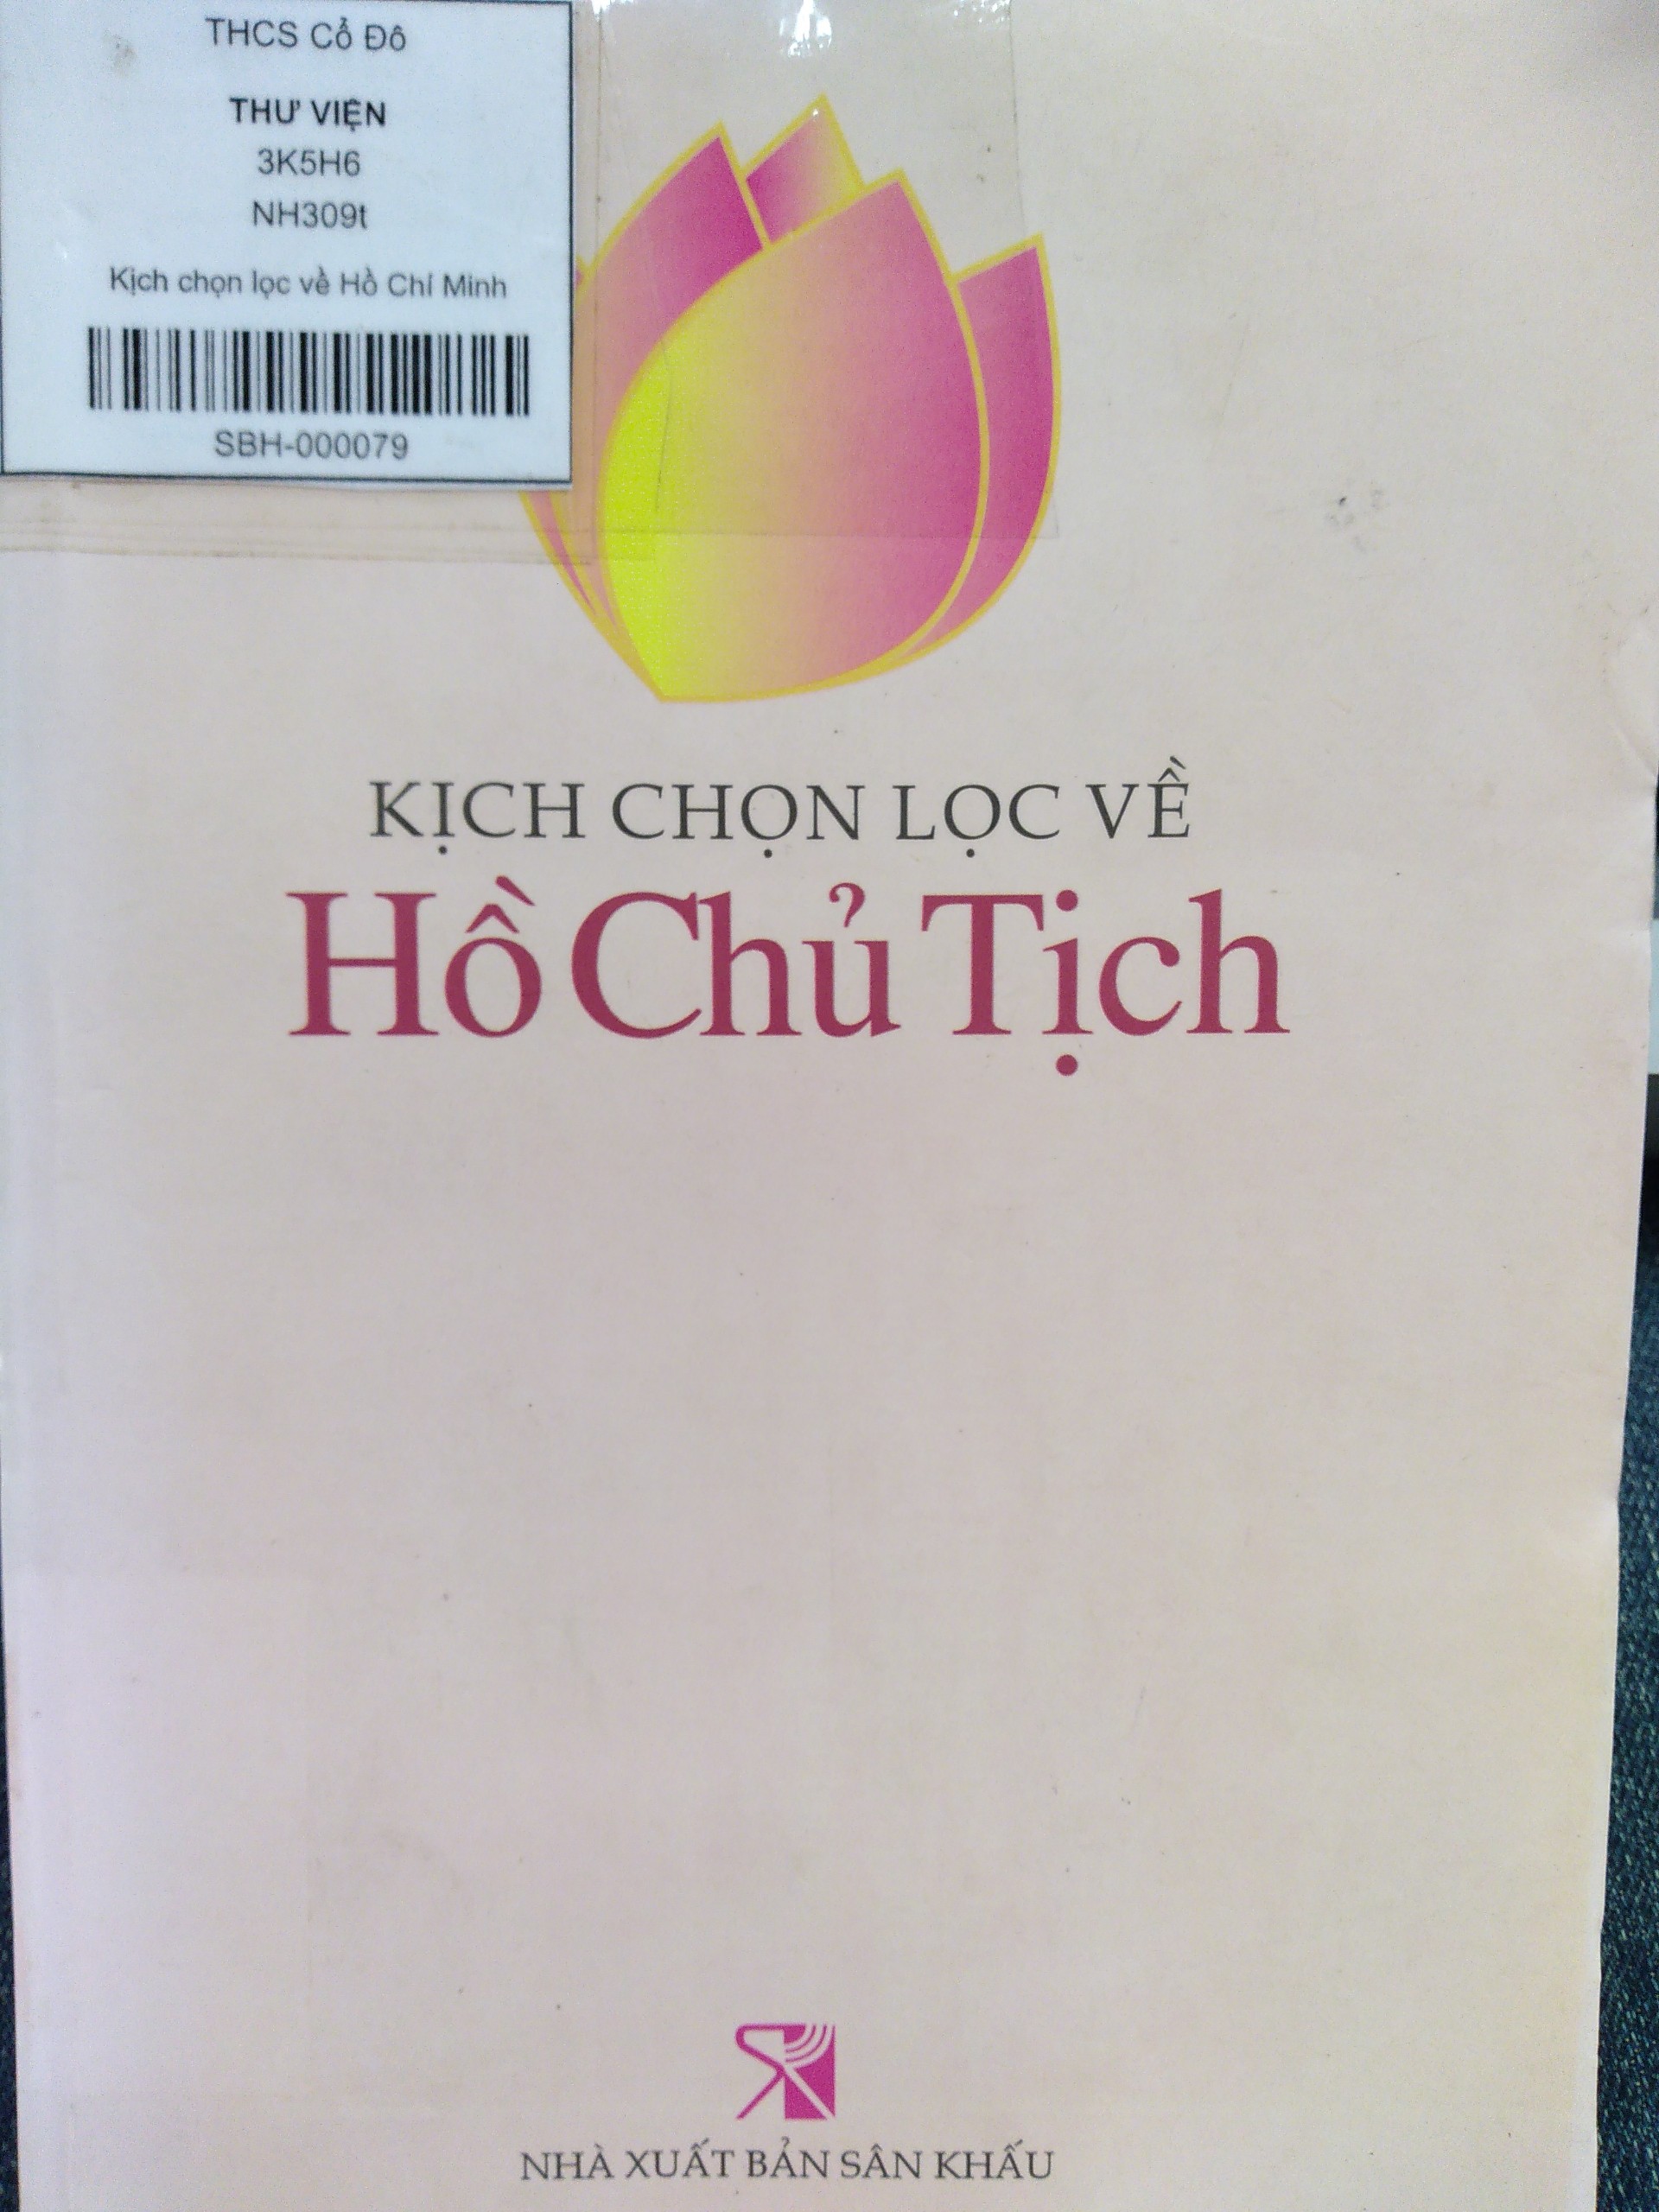 THCS Cổ Đô
THƯ VIỆN
3K5H6
NH309t
Kịch chọn lọc về Hồ Chí Minh
SBH-000079
KỊCH CHỌN LỌC VỀ
Hồ Chủ Tịch
NHÀ XUẤT BẢN SÂN KHẤU